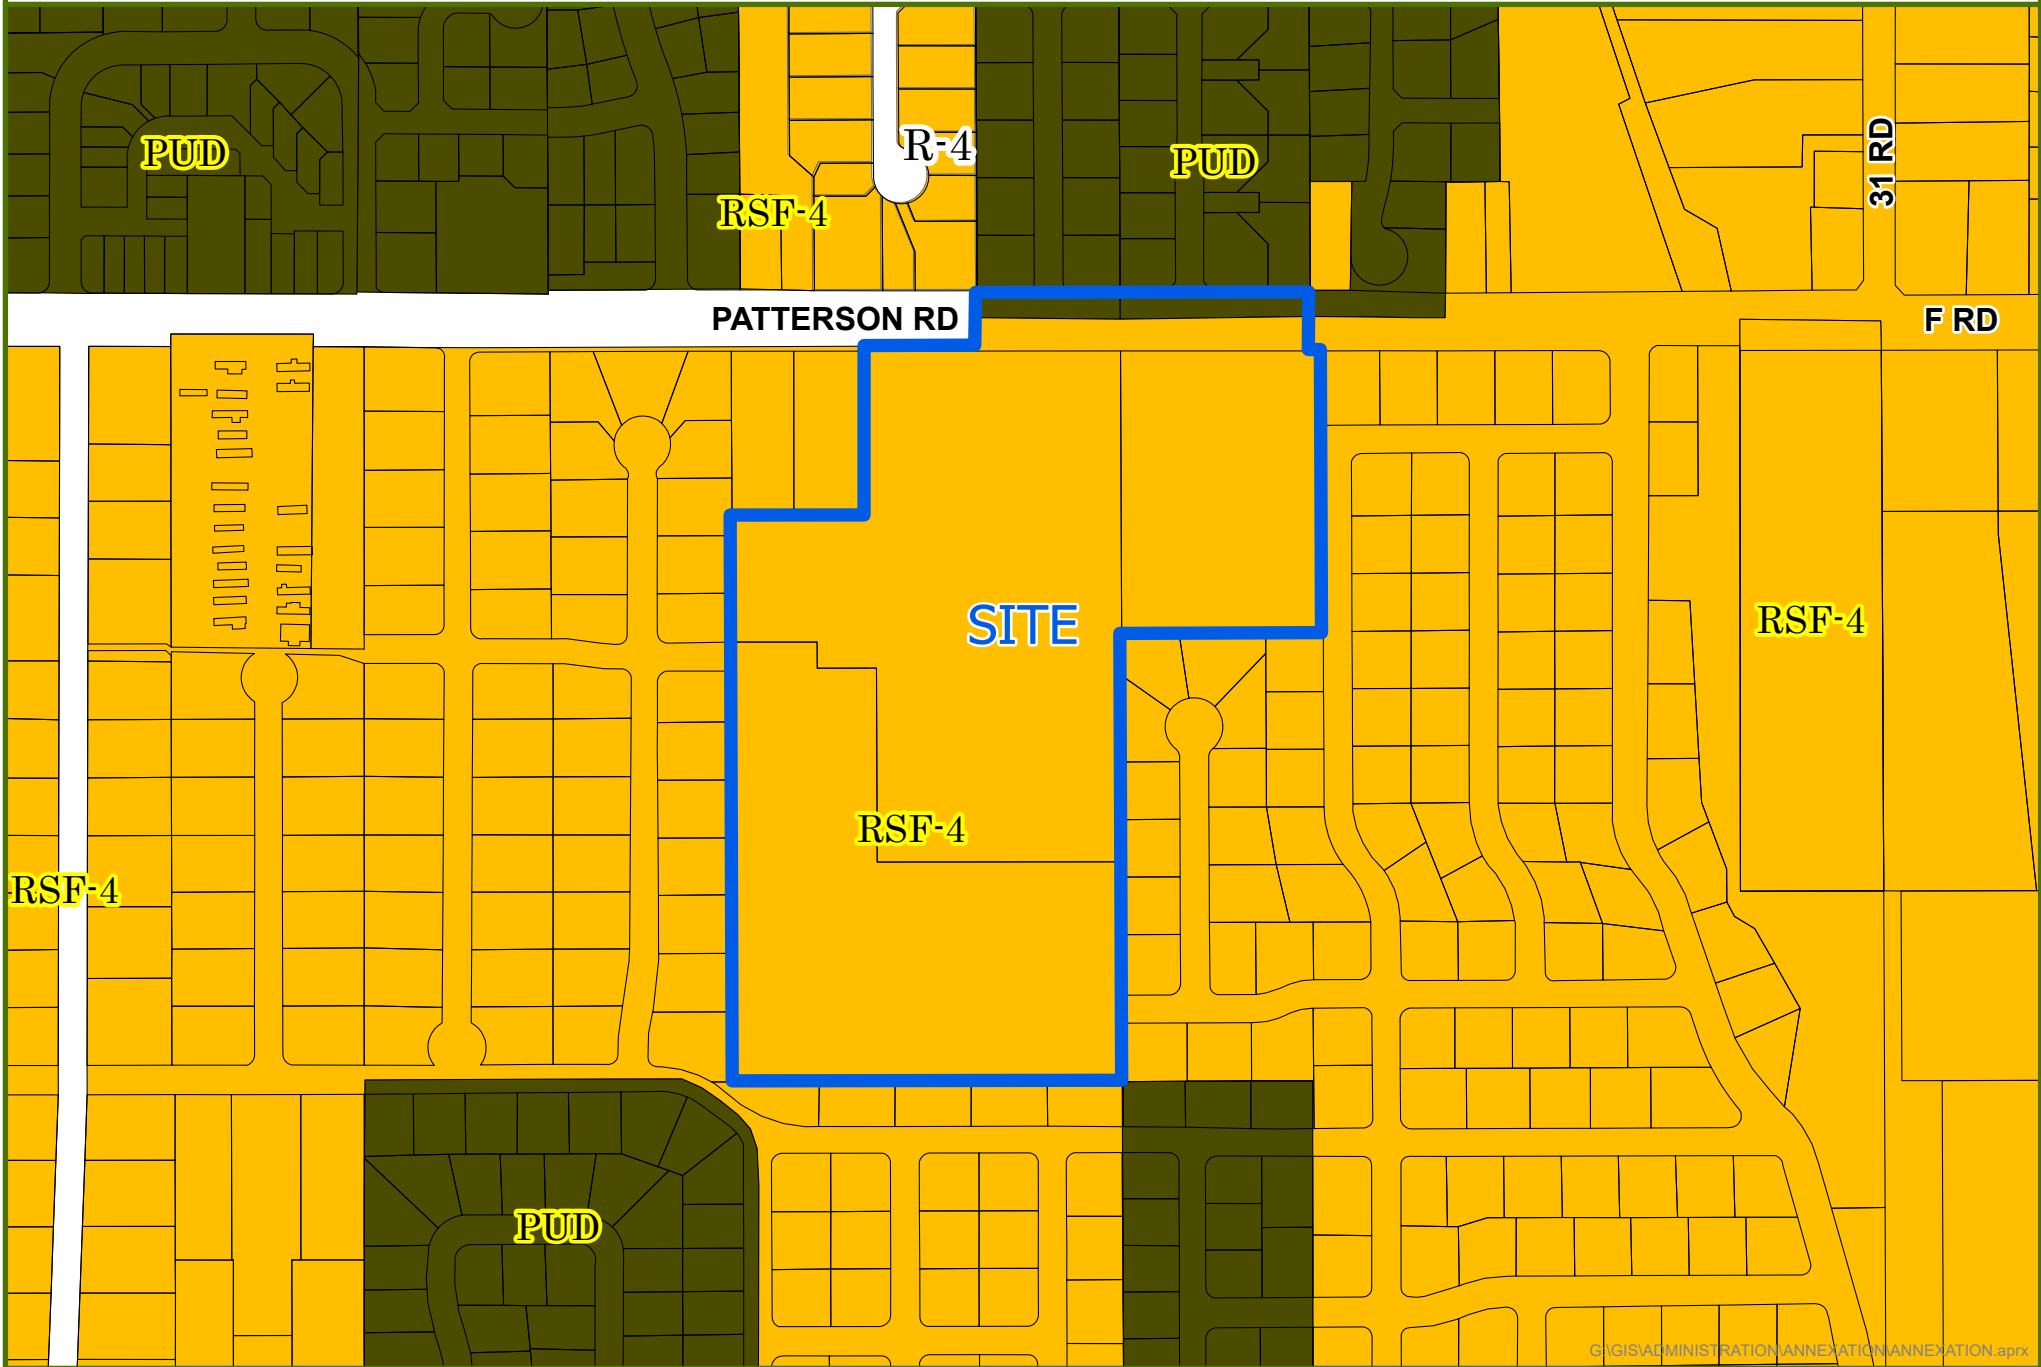 31 RD
R-4
PUD
PUD
RSF-4
PATTERSON RD
F RD
SITE
RSF-4
RSF-4
RSF-4
PUD
G:\GIS\ADMINISTRATION\ANNEXATION\ANNEXATION.aprx